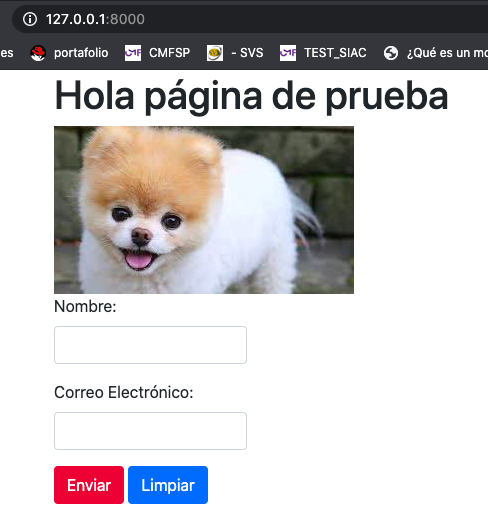 127.0.0.1:8000
es portafolio CMFSP - SVS TEST_SIAC ¿Qué es un mo
Hola página de prueba
Nombre:
Correo Electrónico:
Enviar Limpiar